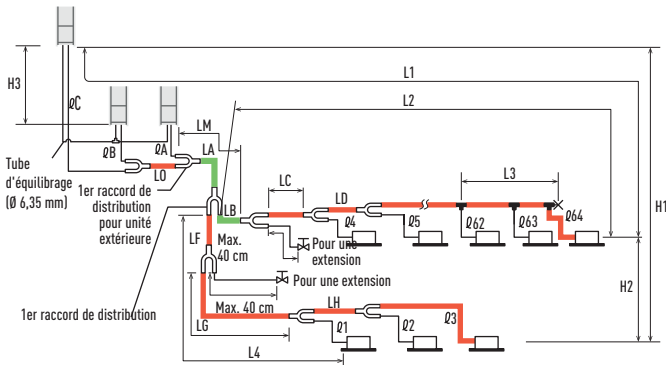 L1
H3
L2
ℓC
LM
L3
ℓB
ℓA
LA
H1
Tube
d'équilibrage
(Ø 6,35 mm)
LO
1er raccord de
distribution
pour unité
extérieure
LB
LC
LD
ℓ4
ℓ5
ℓ62
ℓ63
ℓ64
LF
Max.
40 cm
Pour une
extension
H2
Pour une extension
1er raccord de distribution
Max. 40 cm
LH
LG
ℓ1
ℓ2
ℓ3
L4